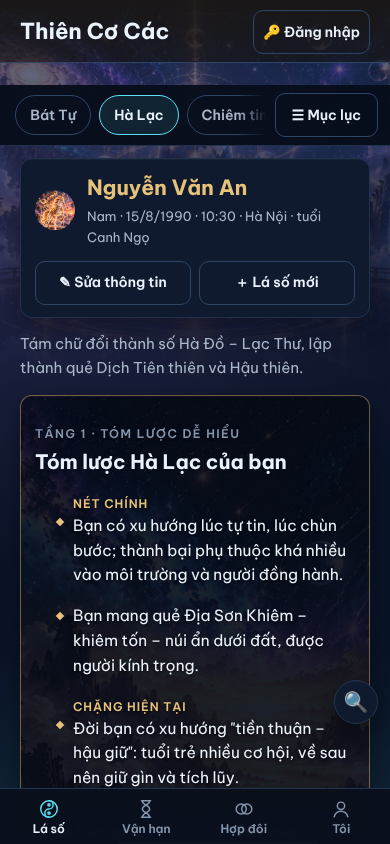 Thiên Cơ Các
🔑 Đăng nhập
Bát Tự
Hà Lạc
Chiêm tin
☰ Mục lục
Nguyễn Văn An
Nam · 15/8/1990 · 10:30 · Hà Nội · tuổi
Canh Ngọ
✎ Sửa thông tin
+ Lá số mới
Tám chữ đổi thành số Hà Đồ – Lạc Thư, lập
thành quẻ Dịch Tiên thiên và Hậu thiên.
TẦNG 1 · TÓM LƯỢC DỄ HIỂU
Tóm lược Hà Lạc của bạn
NÉT CHÍNH
Bạn có xu hướng lúc tự tin, lúc chùn
bước; thành bại phụ thuộc khá nhiều
vào môi trường và người đồng hành.
Bạn mang quẻ Địa Sơn Khiêm –
khiêm tốn – núi ẩn dưới đất, được
người kính trọng.
CHẶNG HIỆN TẠI
Đời bạn có xu hướng "tiền thuận –
hậu giữ": tuổi trẻ nhiều cơ hội, về sau
nên giữ gìn và tích lũy.
Lá số
Vận hạn
Hợp đôi
Tôi